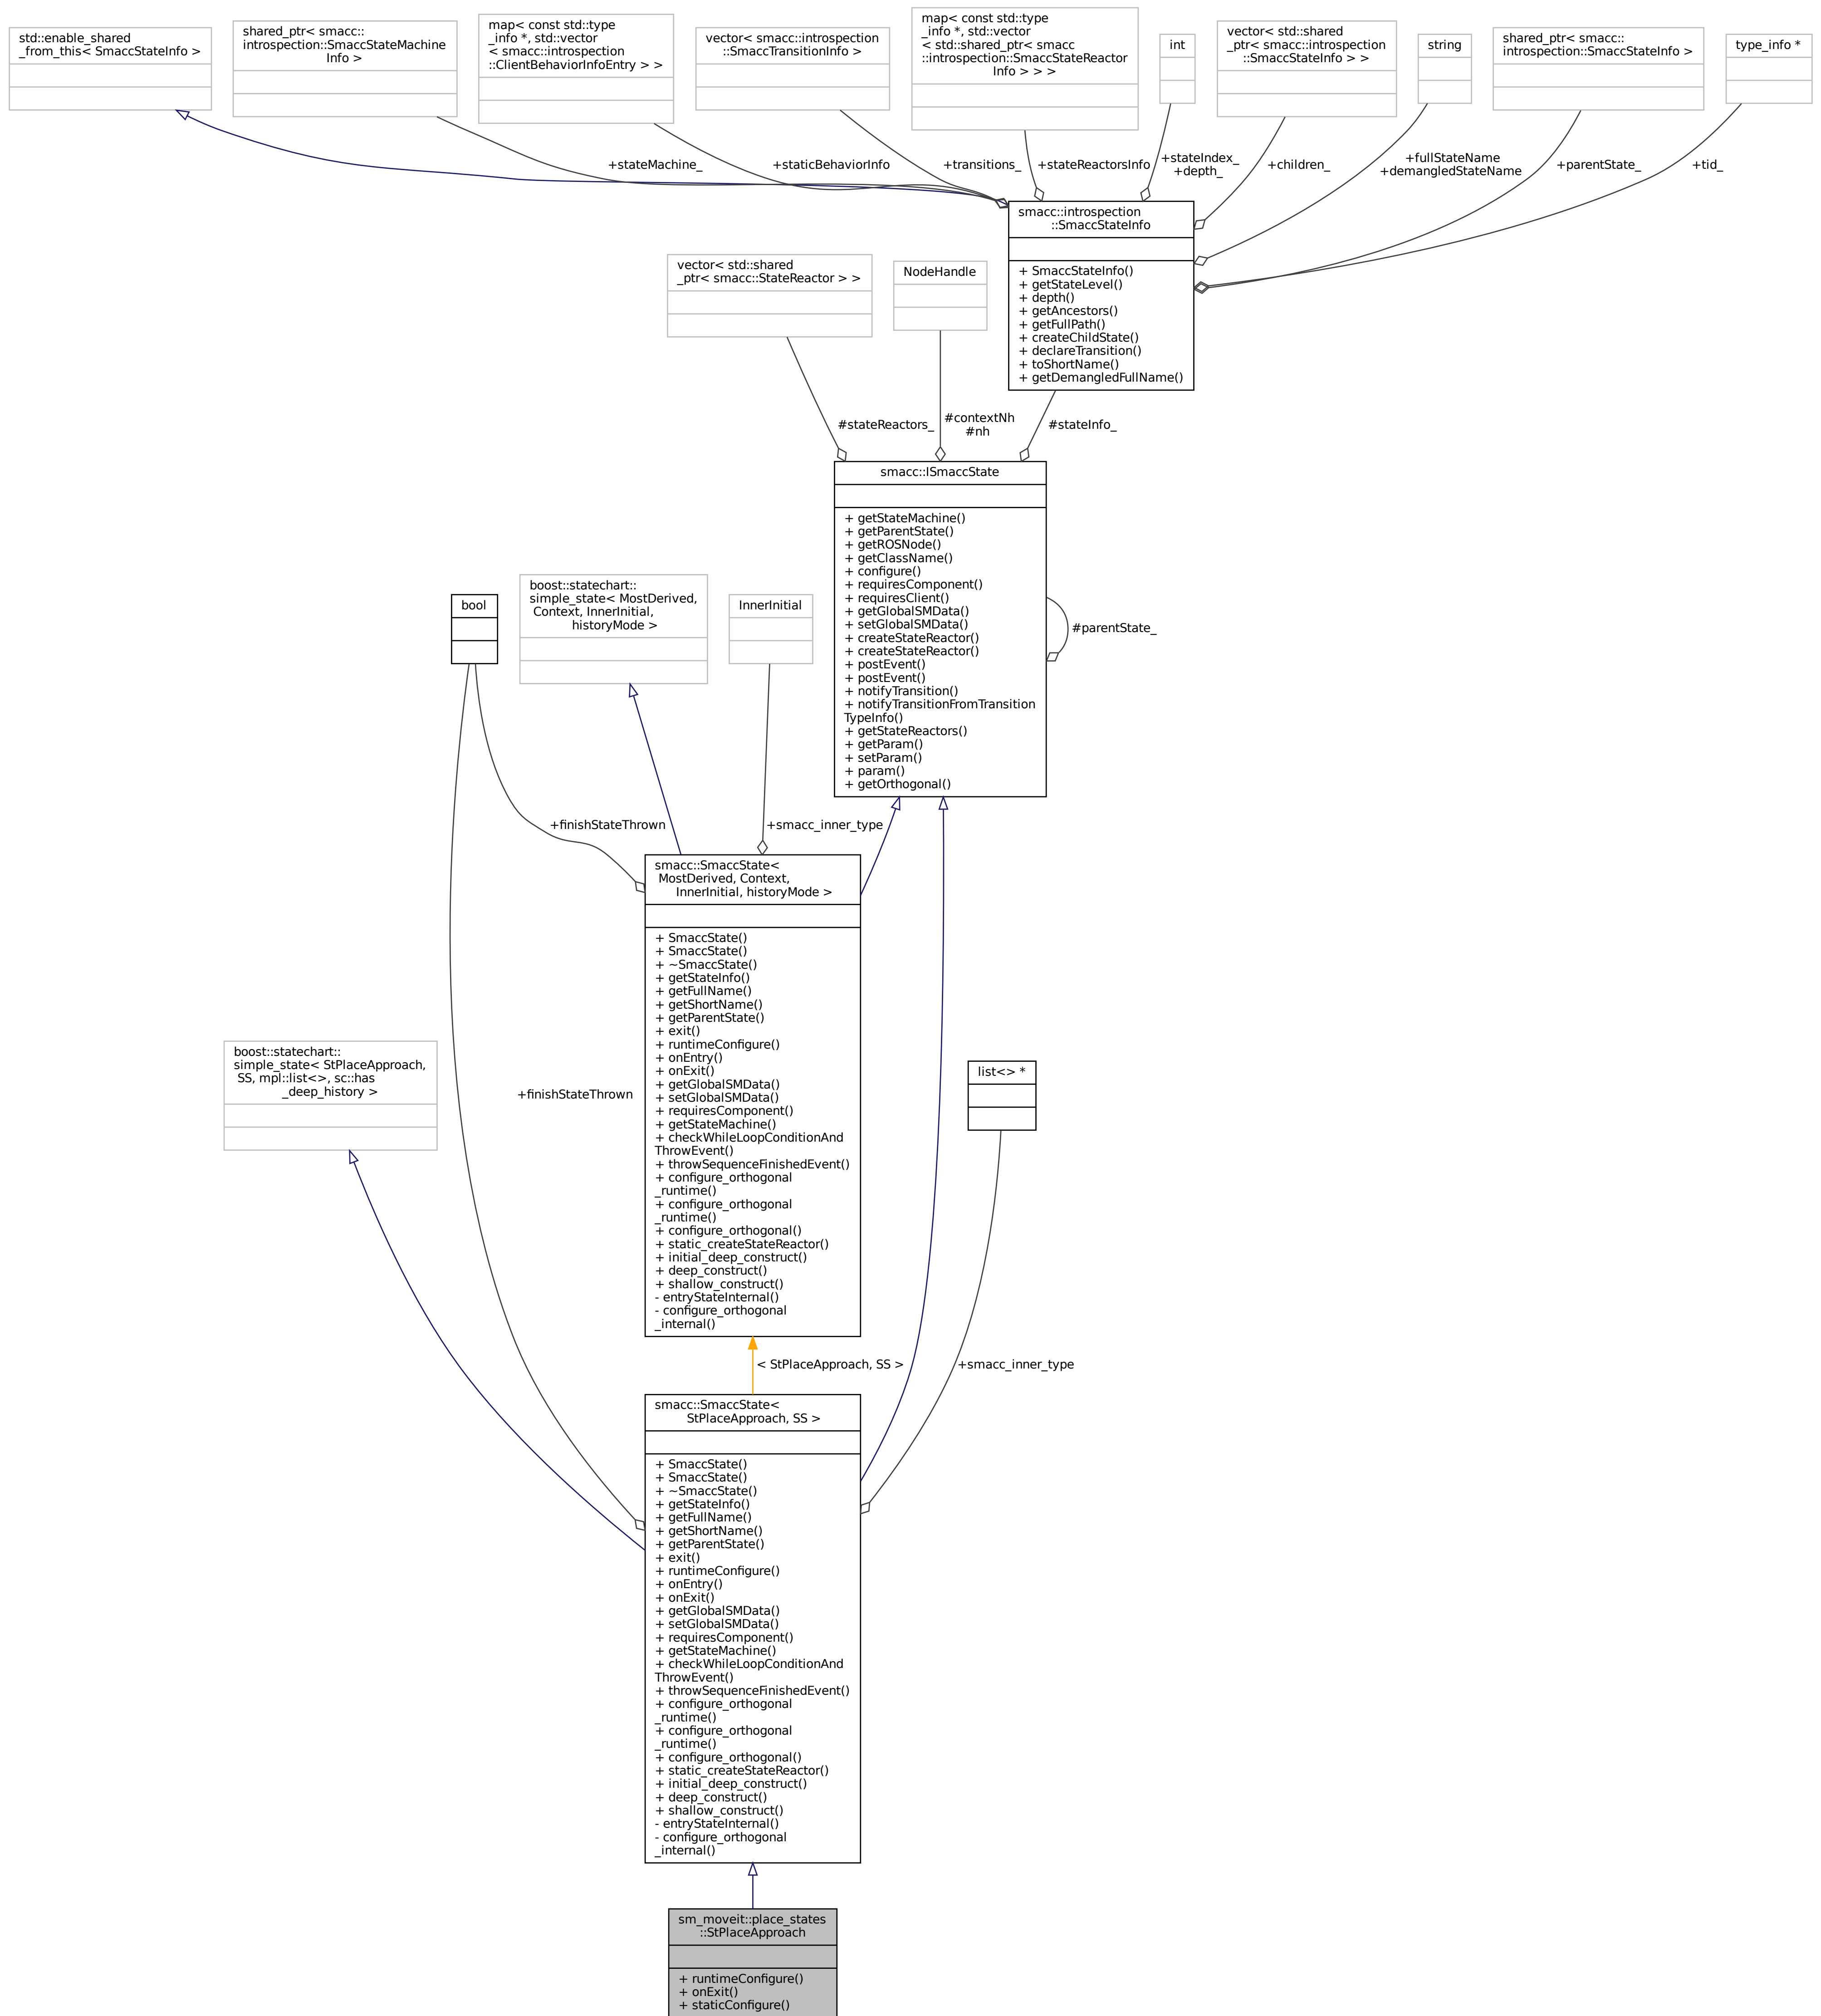 std::enable_shared
_from_this< SmaccStateInfo >
shared_ptr< smacc::
introspection::SmaccStateMachine
Info >
map< const std::type
_info *, std::vector
< smacc::introspection
::ClientBehaviorInfoEntry > >
vector< smacc::introspection
::SmaccTransitionInfo >
map< const std::type
_info *, std::vector
< std::shared_ptr< smacc
::introspection::SmaccStateReactor
Info > > >
int
vector< std::shared
_ptr< smacc::introspection
::SmaccStateInfo > >
string
shared_ptr< smacc::
introspection::SmaccStateInfo >
type_info *
+stateMachine_
+staticBehaviorInfo
+transitions_
+stateReactorsInfo
+stateIndex_
+depth_
+children_
+fullStateName
+demangledStateName
+parentState_
+tid_
smacc::introspection
::SmaccStateInfo
+ SmaccStateInfo()
+ getStateLevel()
+ depth()
+ getAncestors()
+ getFullPath()
+ createChildState()
+ declareTransition()
+ toShortName()
+ getDemangledFullName()
vector< std::shared
_ptr< smacc::StateReactor > >
NodeHandle
#stateReactors_
#contextNh
#nh
#stateInfo_
smacc::ISmaccState
+ getStateMachine()
+ getParentState()
+ getROSNode()
+ getClassName()
+ configure()
+ requiresComponent()
+ requiresClient()
+ getGlobalSMData()
+ setGlobalSMData()
+ createStateReactor()
+ createStateReactor()
+ postEvent()
+ postEvent()
+ notifyTransition()
+ notifyTransitionFromTransition
TypeInfo()
+ getStateReactors()
+ getParam()
+ setParam()
+ param()
+ getOrthogonal()
#parentState_
bool
boost::statechart::
simple_state< MostDerived,
Context, InnerInitial,
historyMode >
InnerInitial
+finishStateThrown
+smacc_inner_type
smacc::SmaccState<
MostDerived, Context,
InnerInitial, historyMode >
+ SmaccState()
+ SmaccState()
+ ~SmaccState()
+ getStateInfo()
+ getFullName()
+ getShortName()
+ getParentState()
+ exit()
+ runtimeConfigure()
+ onEntry()
+ onExit()
+ getGlobalSMData()
+ setGlobalSMData()
+ requiresComponent()
+ getStateMachine()
+ checkWhileLoopConditionAnd
ThrowEvent()
+ throwSequenceFinishedEvent()
+ configure_orthogonal
_runtime()
+ configure_orthogonal
_runtime()
+ configure_orthogonal()
+ static_createStateReactor()
+ initial_deep_construct()
+ deep_construct()
+ shallow_construct()
- entryStateInternal()
- configure_orthogonal
_internal()
boost::statechart::
simple_state< StPlaceApproach,
SS, mpl::list<>, sc::has
_deep_history >
+finishStateThrown
list<> *
< StPlaceApproach, SS >
+smacc_inner_type
smacc::SmaccState<
StPlaceApproach, SS >
+ SmaccState()
+ SmaccState()
+ ~SmaccState()
+ getStateInfo()
+ getFullName()
+ getShortName()
+ getParentState()
+ exit()
+ runtimeConfigure()
+ onEntry()
+ onExit()
+ getGlobalSMData()
+ setGlobalSMData()
+ requiresComponent()
+ getStateMachine()
+ checkWhileLoopConditionAnd
ThrowEvent()
+ throwSequenceFinishedEvent()
+ configure_orthogonal
_runtime()
+ configure_orthogonal
_runtime()
+ configure_orthogonal()
+ static_createStateReactor()
+ initial_deep_construct()
+ deep_construct()
+ shallow_construct()
- entryStateInternal()
- configure_orthogonal
_internal()
sm_moveit::place_states
::StPlaceApproach
+ runtimeConfigure()
+ onExit()
+ staticConfigure()